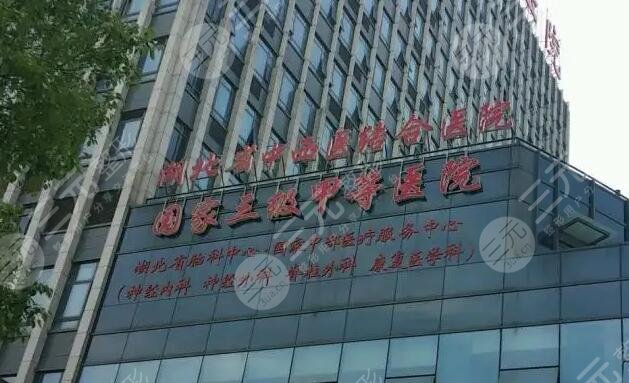 湖北省中西医结合医院
国家三级甲等医院
湖北省脑科中心 国家卒中医疗服务中心
（神经内科 神经外科 脊柱外科 康复医学科）